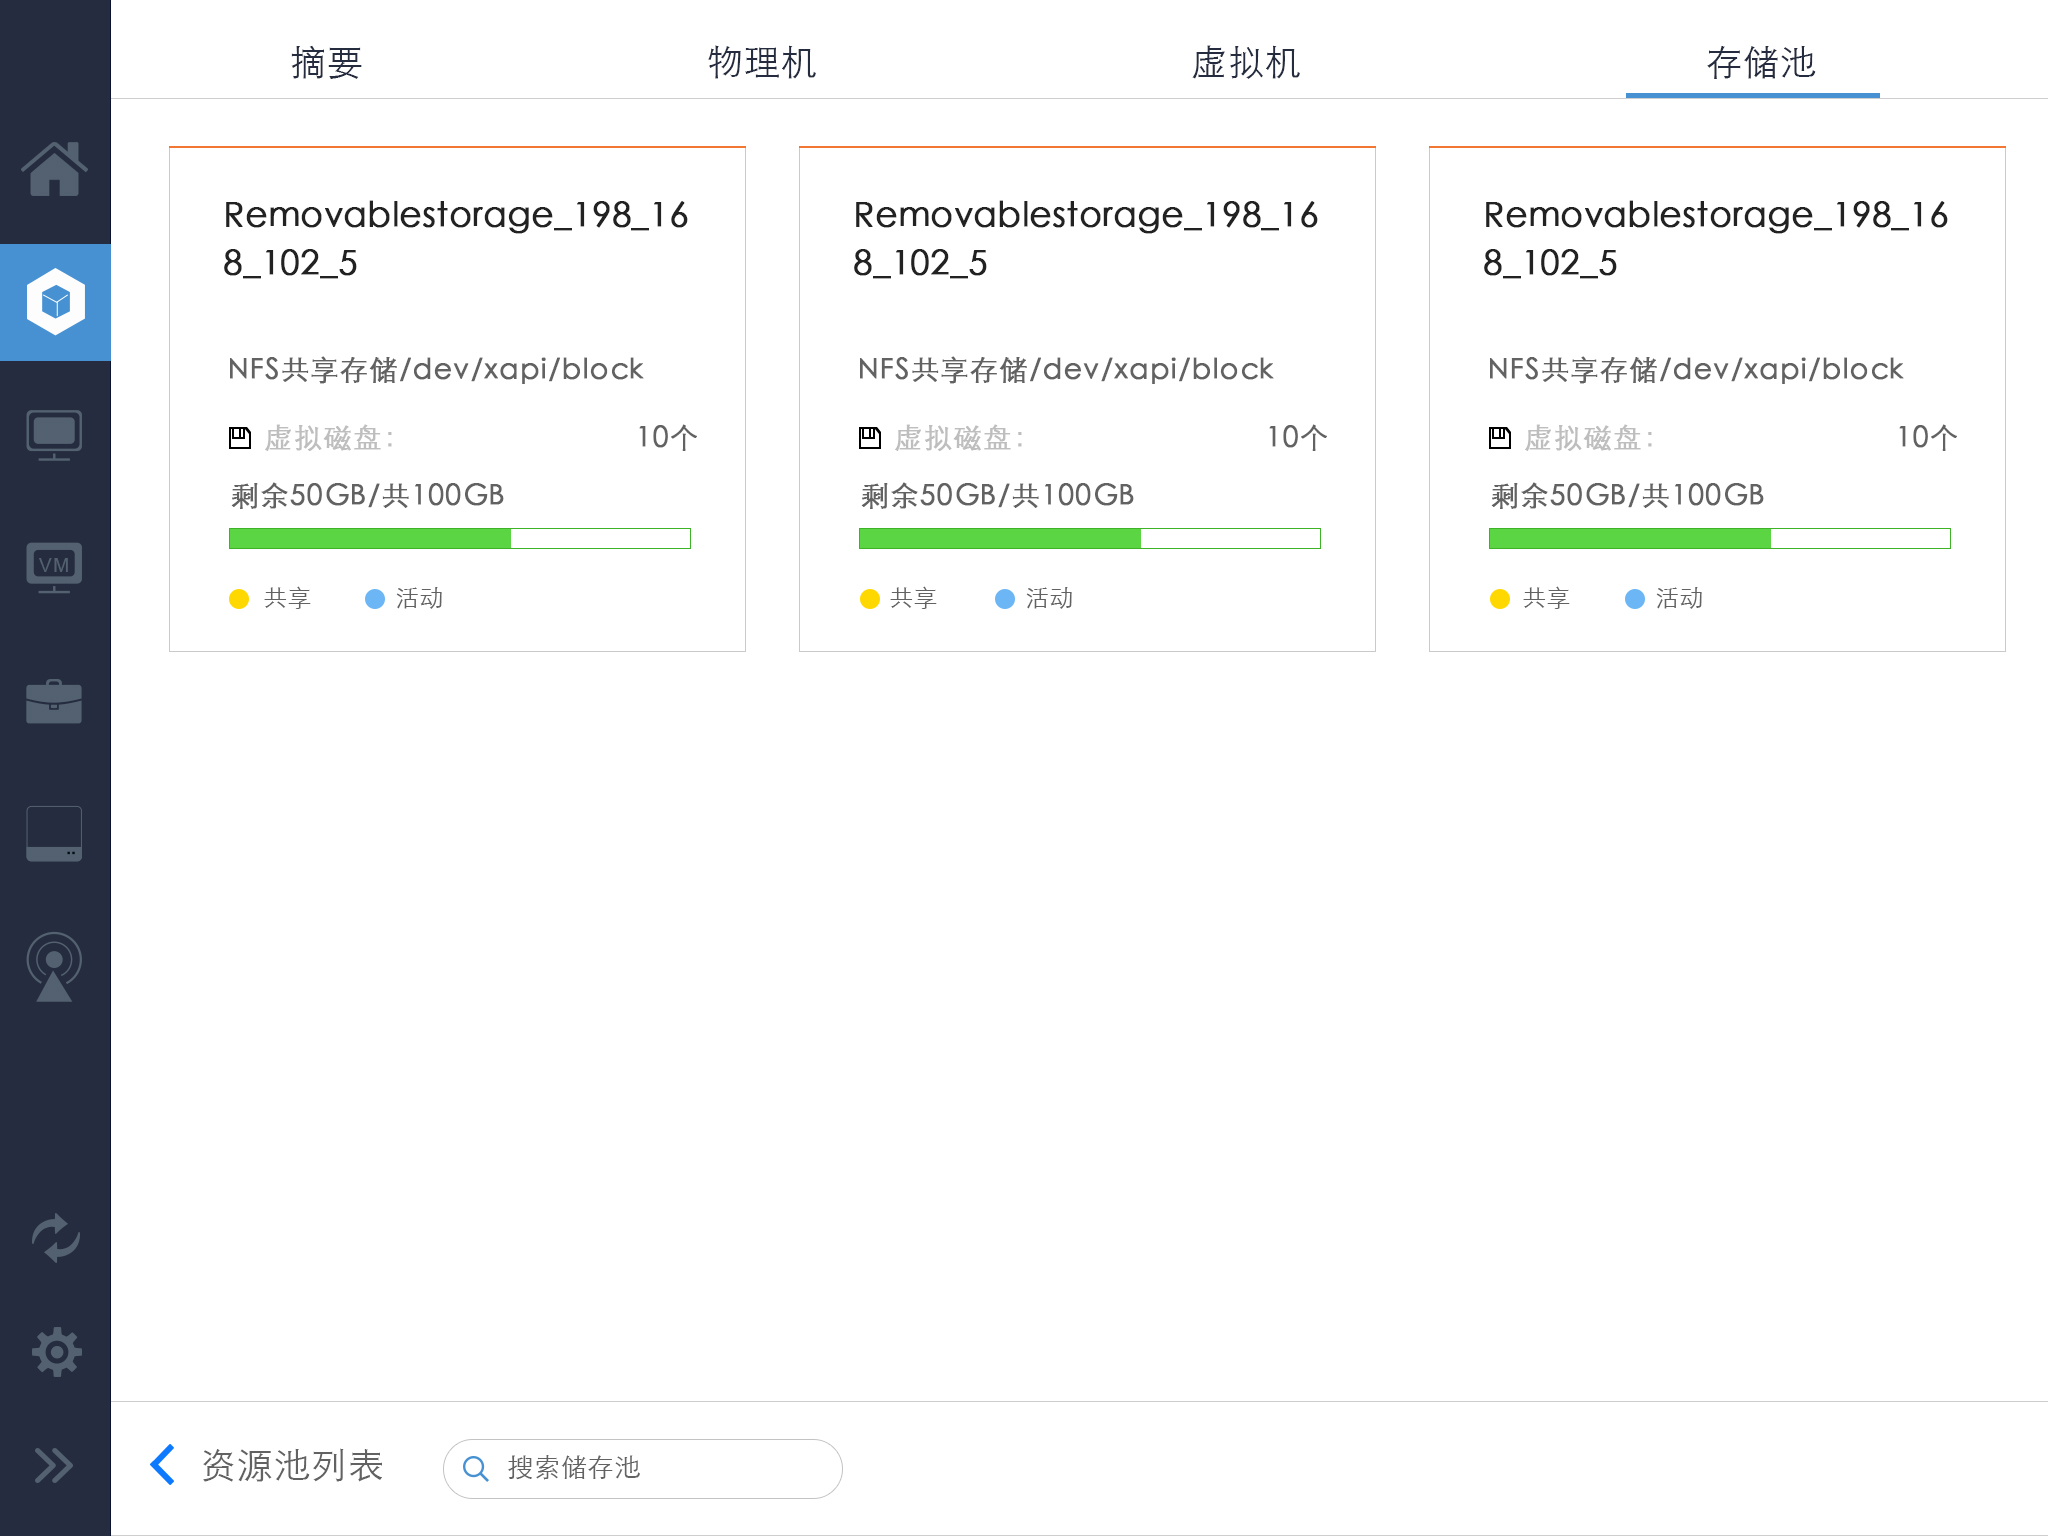 摘要
物理机
虚拟机
存储池
Removablestorage_198_16
8_102_5
NFS共享存储/dev/xapi/block
虚拟磁盘:
10个
剩余50GB/共100GB
共享
活动
Removablestorage_198_16
8_102_5
NFS共享存储/dev/xapi/block
虚拟磁盘:
10个
剩余50GB/共100GB
共享
活动
Removablestorage_198_16
8_102_5
NFS共享存储/dev/xapi/block
虚拟磁盘:
10个
剩余50GB/共100GB
共享
活动
VM
资源池列表
搜索储存池